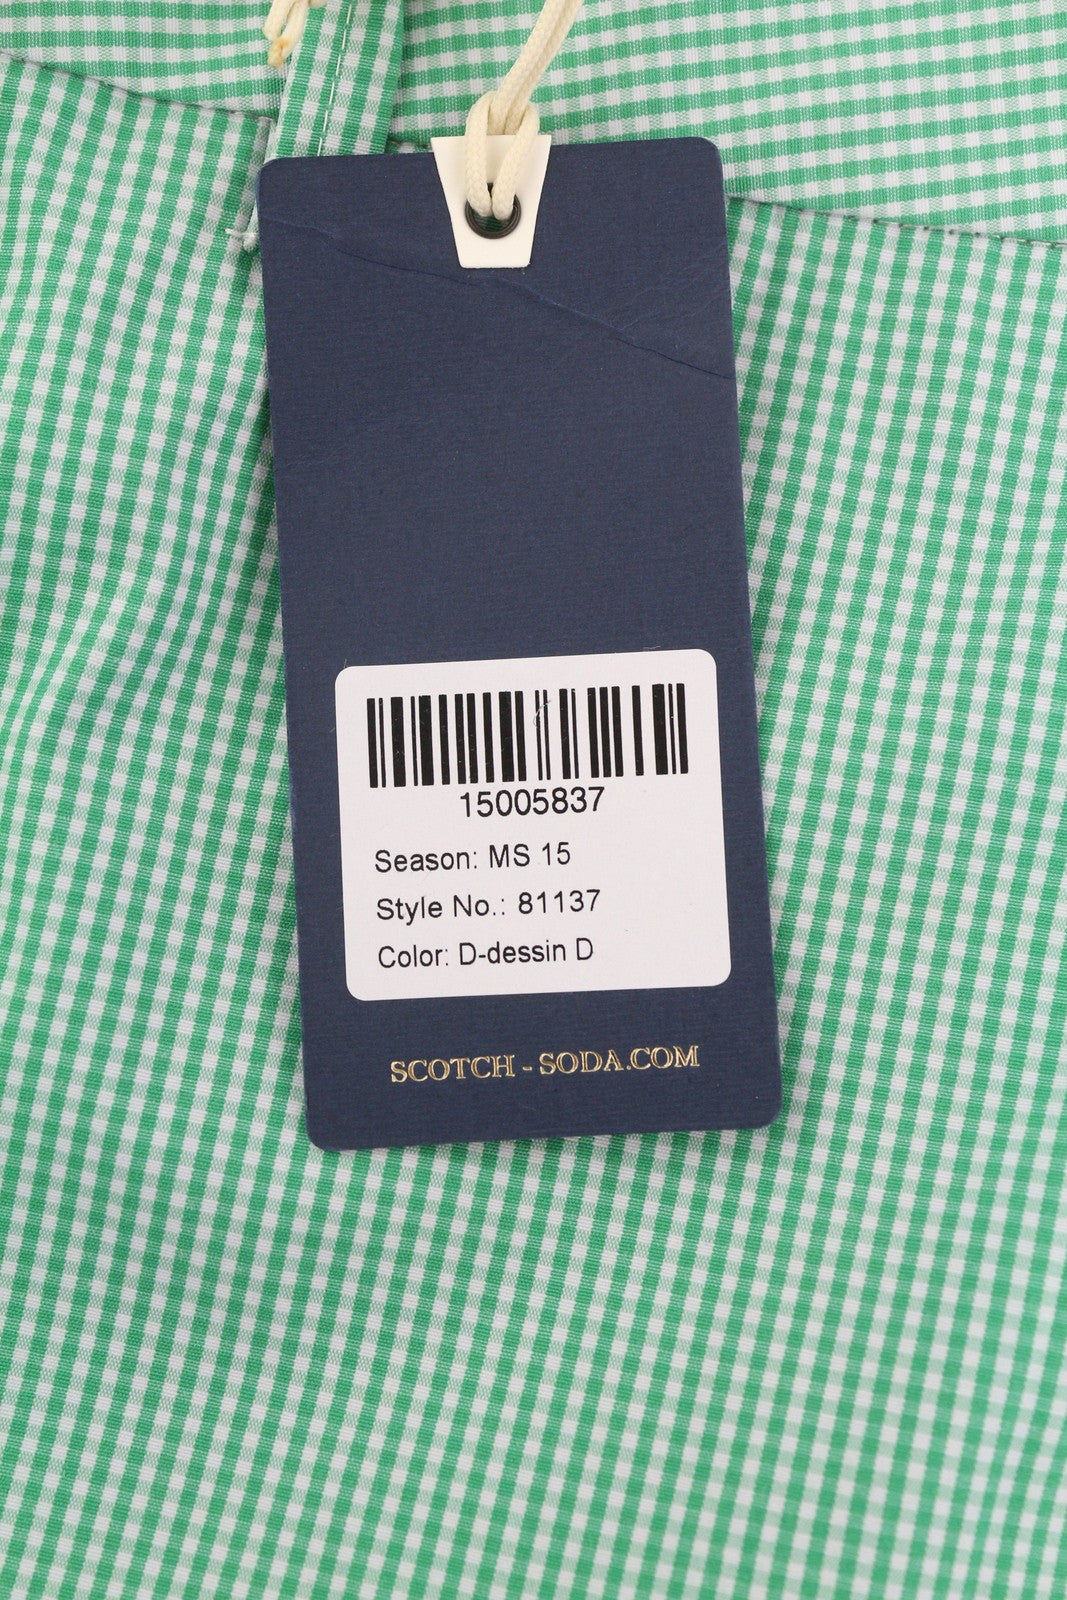 15005837
Season: MS 15
Style No.: 81137
Color: D-dessin D
SCOTCH - SODA.COM